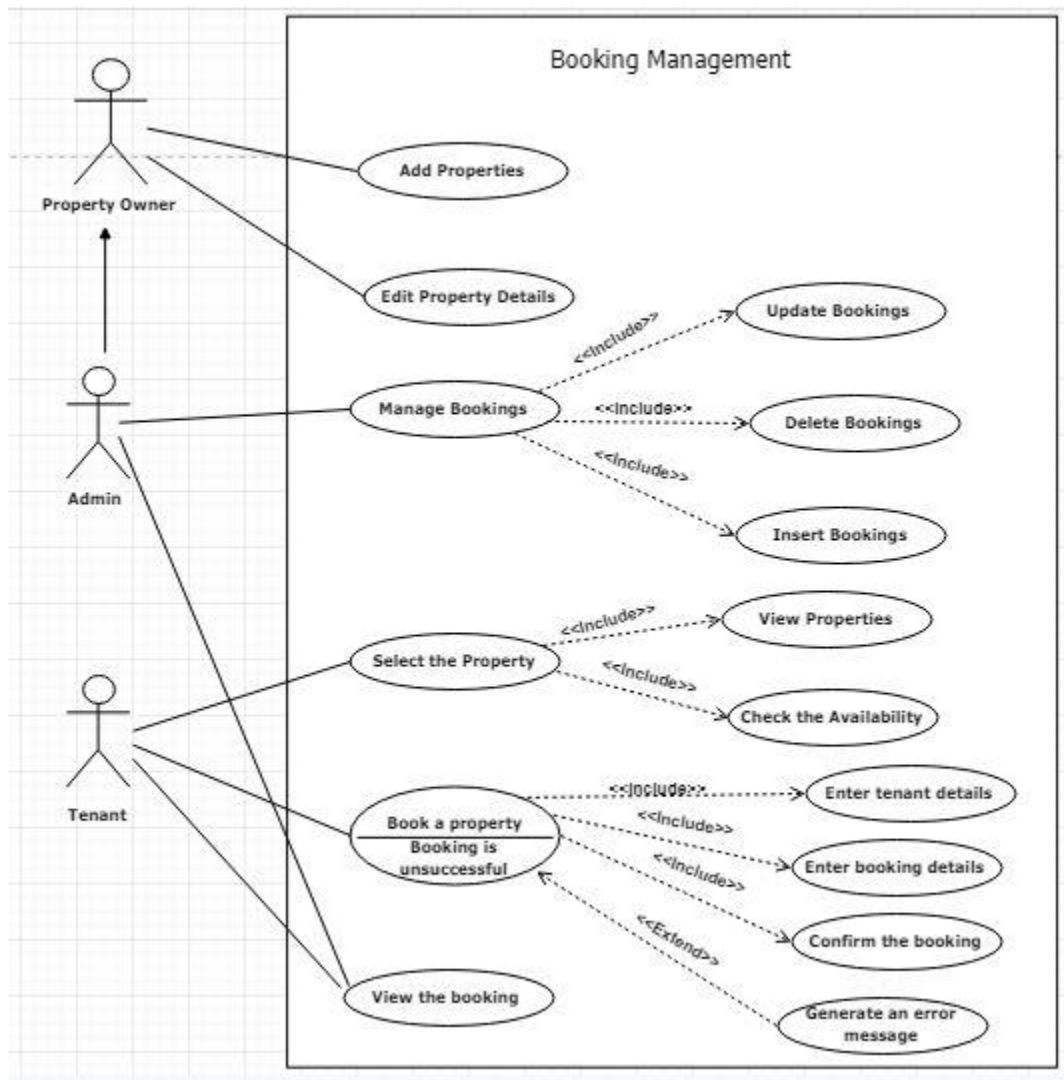 Booking Management
Add Properties
Property Owner
Edit Property Details
Update Bookings
<<Include>>
Manage Bookings
<<Include>>
Delete Bookings
<<Include>>
Admin
Insert Bookings
View Properties
<<Include>>
Select the Property
<<Include>>
Check the Availability
Tenant
<<Include>>
Enter tenant details
Book a property
<<Include>>
Booking is
unsuccessful
<<Include>>
Enter booking details
<<Extend>>
Confirm the booking
View the booking
Generate an error
message